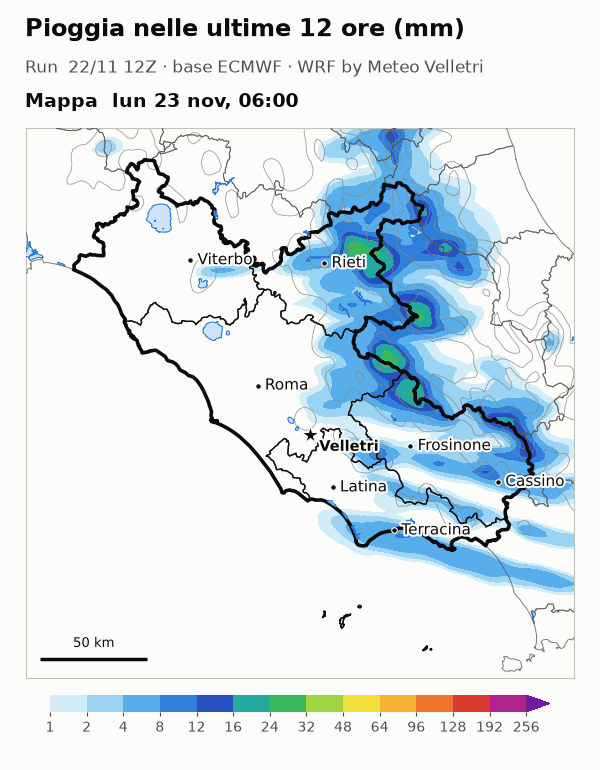 Pioggia nelle ultime 12 ore (mm)
Run  22/11 12Z · base ECMWF · WRF by Meteo Velletri
Mappa  lun 23 nov, 06:00
Viterbo
Rieti
Roma
Velletri
Frosinone
Cassino
Latina
Terracina
50 km
1 2 4 8 12 16 24 32 48 64 96 128 192 256